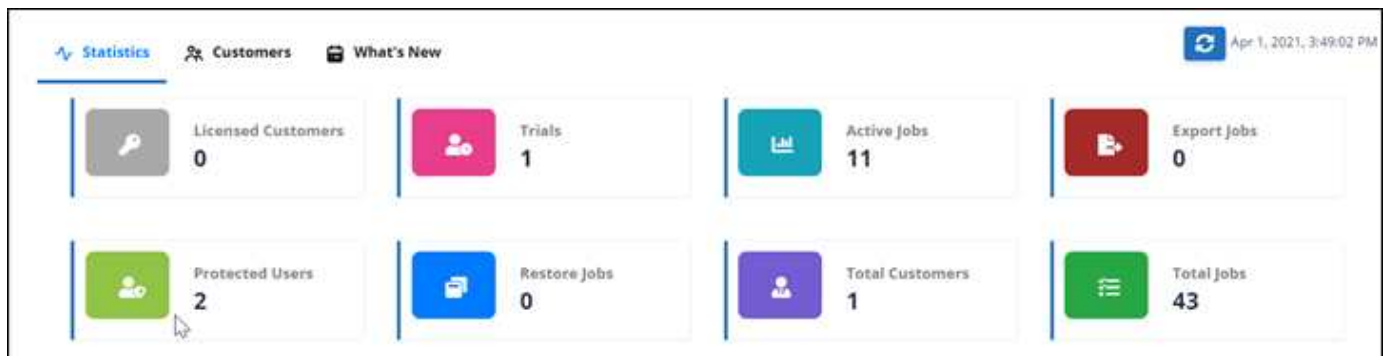 Statistics Customers What's New Apr 1, 2021, 3:49:02 PM
Licensed Customers Trials Active Jobs Export Jobs
0 1 11 0
Protected Users Restore Jobs Total Customers Total Jobs
2 0 1 43